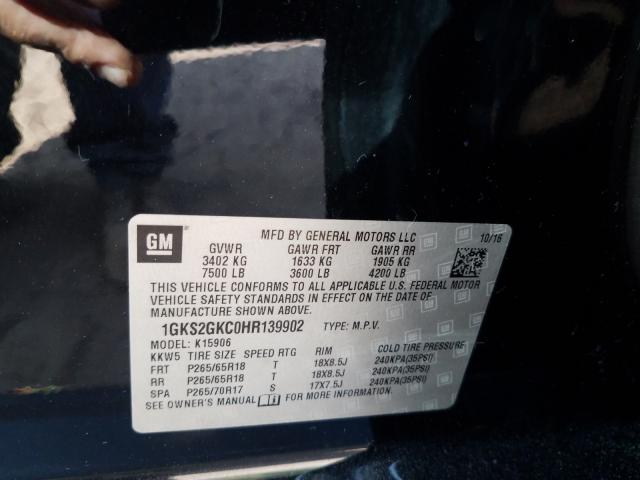 GM
MFD BY GENERAL MOTORS LLC 10/16
GVWR GAWR FRT GAWR RR
3402 KG 1633 KG 1905 KG
7500 LB 3600 LB 4200 LB
THIS VEHICLE CONFORMS TO ALL APPLICABLE U.S. FEDERAL MOTOR
VEHICLE SAFETY STANDARDS IN EFFECT ON THE DATE OF
MANUFACTURE SHOWN ABOVE.
1GKS2GKC0HR139902 TYPE: M.P.V.
MODEL: K15906
KKW5 TIRE SIZE SPEED RTG RIM COLD TIRE PRESSURE
FRT P265/65R18 T 18X8.5J 240KPA(35PSI)
RR P265/65R18 T 18X8.5J 240KPA(35PSI)
SPA P265/70R17 S 17X7.5J 240KPA(35PSI)
SEE OWNER'S MANUAL FOR MORE INFORMATION.